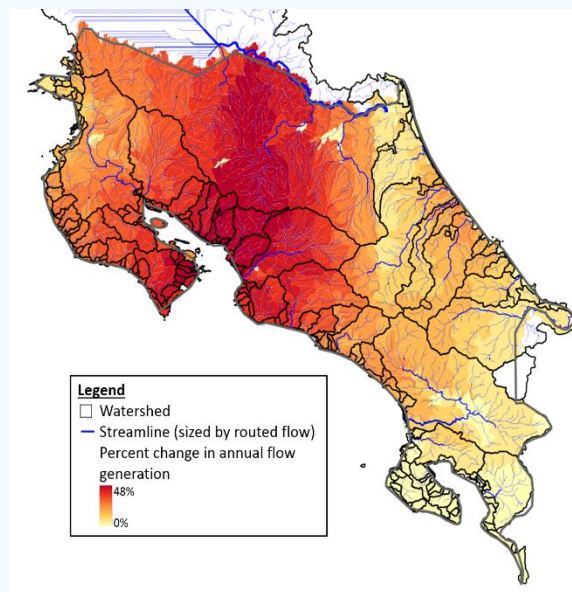 Legend
Watershed
Streamline (sized by routed flow)
Percent change in annual flow
generation
48%
0%